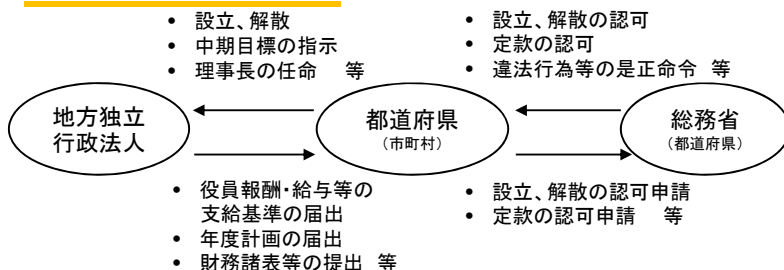 • 設立、解散
• 中期目標の指示
• 理事長の任命　等
• 設立、解散の認可
• 定款の認可
• 違法行為等の是正命令　等
地方独立
行政法人
都道府県
（市町村）
総務省
（都道府県）
• 役員報酬・給与等の
支給基準の届出
• 年度計画の届出
• 財務諸表等の提出　等
• 設立、解散の認可申請
• 定款の認可申請　等